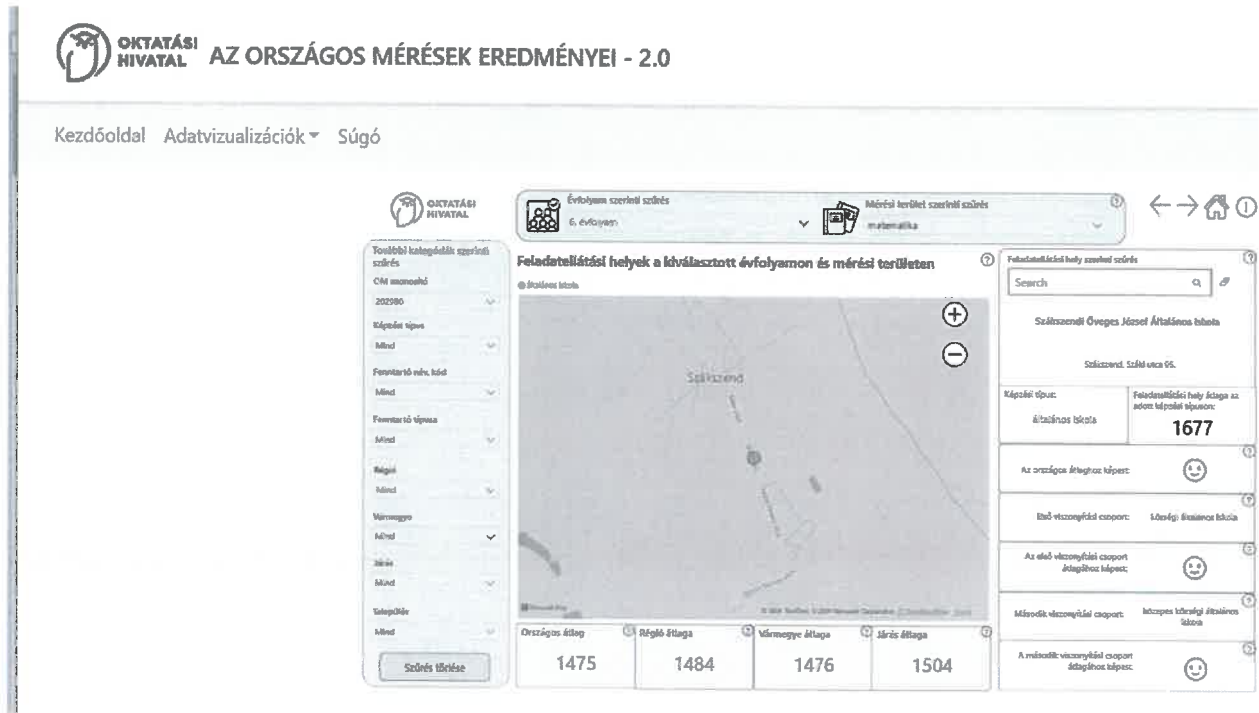 OKTATÁSI
HIVATAL
AZ ORSZÁGOS MÉRÉSEK EREDMÉNYEI - 2.0
Kezdőoldal Adatvizualizációk Súgó
OKTATÁSI
HIVATAL
Évfolyam szerinti szűrés
6. évfolyam
Mérési terület szerinti szűrés
matematika
További kategóriák szerinti
szűrés
OM azonosító
202980
Képzési típus
Mind
Fenntartó név, kód
Mind
Fenntartó típusa
Mind
Régió
Mind
Vármegye
Mind
Járás
Mind
Település
Mind
Szűrés törlése
Feladatellátási helyek a kiválasztott évfolyamon és mérési területen
általános iskola
Szákszend
Országos átlag
1475
Régió átlaga
1484
Vármegye átlaga
1476
Járás átlaga
1504
Feladatellátási hely szerinti szűrés
Search
Szákszendi Öveges József Általános Iskola
Szákszend, Száki utca 95.
Képzési típus:
általános iskola
Feladatellátási hely átlaga az
adott képzési típuson:
1677
Az országos átlaghoz képest:
Első viszonyítási csoport:
községi általános iskola
Az első viszonyítási csoport
átlagához képest:
Második viszonyítási csoport:
közepes községi általános
iskola
A második viszonyítási csoport
átlagához képest: